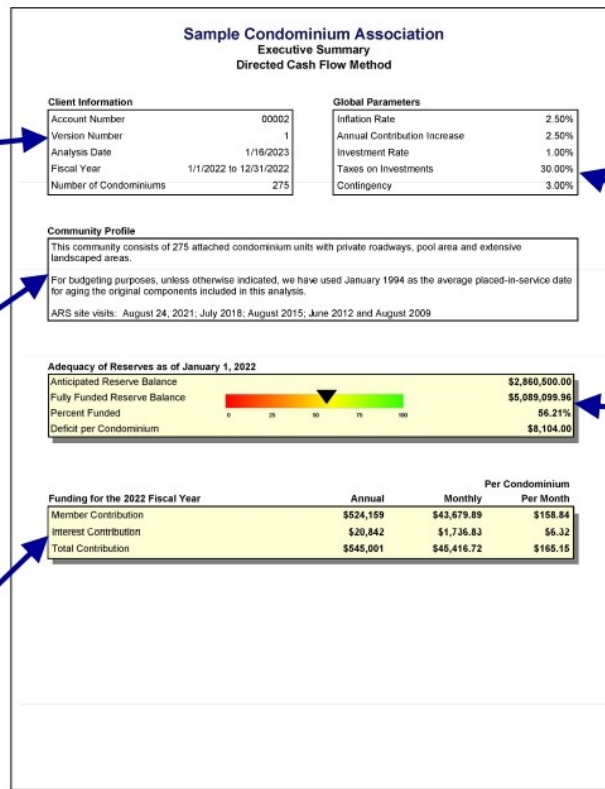 Sample Condominium Association
Executive Summary
Directed Cash Flow Method
Client Information
Account Number 00002
Version Number 1
Analysis Date 1/16/2023
Fiscal Year 1/1/2022 to 12/31/2022
Number of Condominiums 275
Global Parameters
Inflation Rate 2.50%
Annual Contribution Increase 2.50%
Investment Rate 1.00%
Taxes on Investments 30.00%
Contingency 3.00%
Community Profile
This community consists of 275 attached condominium units with private roadways, pool area and extensive
landscaped areas.
For budgeting purposes, unless otherwise indicated, we have used January 1994 as the average placed-in-service date
for aging the original components included in this analysis.
ARS site visits: August 24, 2021; July 2018; August 2015; June 2012 and August 2009
Adequacy of Reserves as of January 1, 2022
Anticipated Reserve Balance $2,860,500.00
Fully Funded Reserve Balance $5,089,099.96
Percent Funded 56.21%
Deficit per Condominium $8,104.00
0 25 50 75 100
Per Condominium
Funding for the 2022 Fiscal Year Annual Monthly Per Month
Member Contribution $524,159 $43,679.89 $158.84
Interest Contribution $20,842 $1,736.83 $6.32
Total Contribution $545,001 $45,416.72 $165.15